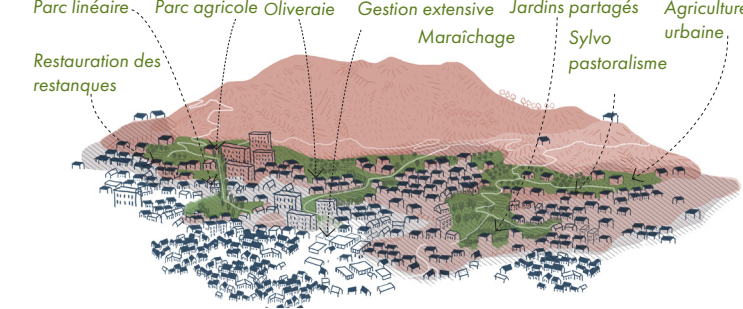 Parc linéaire
Parc agricole
Oliveraie
Gestion extensive
Jardins partagés
Agriculture
urbaine
Maraîchage
Sylvo
pastoralisme
Restauration des
restanques